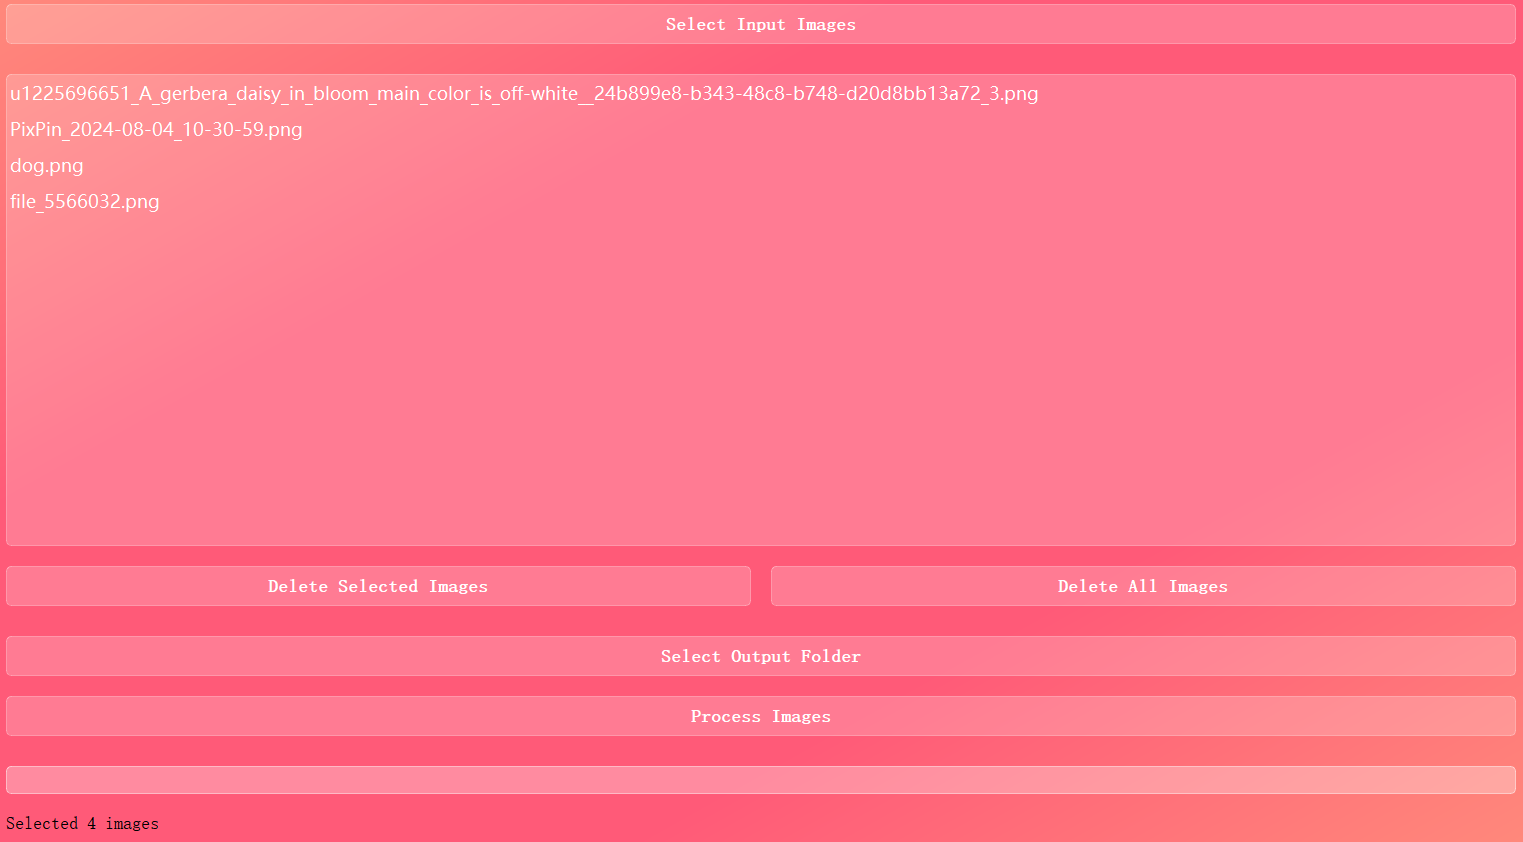 Select Input Images
u1225696651_A_gerbera_daisy_in_bloom_main_color_is_off-white__24b899e8-b343-48c8-b748-d20d8bb13a72_3.png
PixPin_2024-08-04_10-30-59.png
dog.png
file_5566032.png
Delete Selected Images
Delete All Images
Select Output Folder
Process Images
Selected 4 images